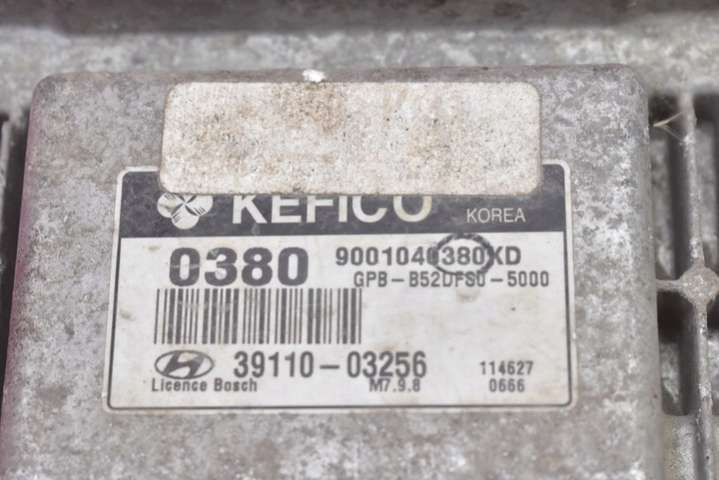 KEFICO KOREA
0380 9001040380KD
GPB-B52DFS0-5000
39110-03256 114627
Licence Bosch M7.9.8 0666